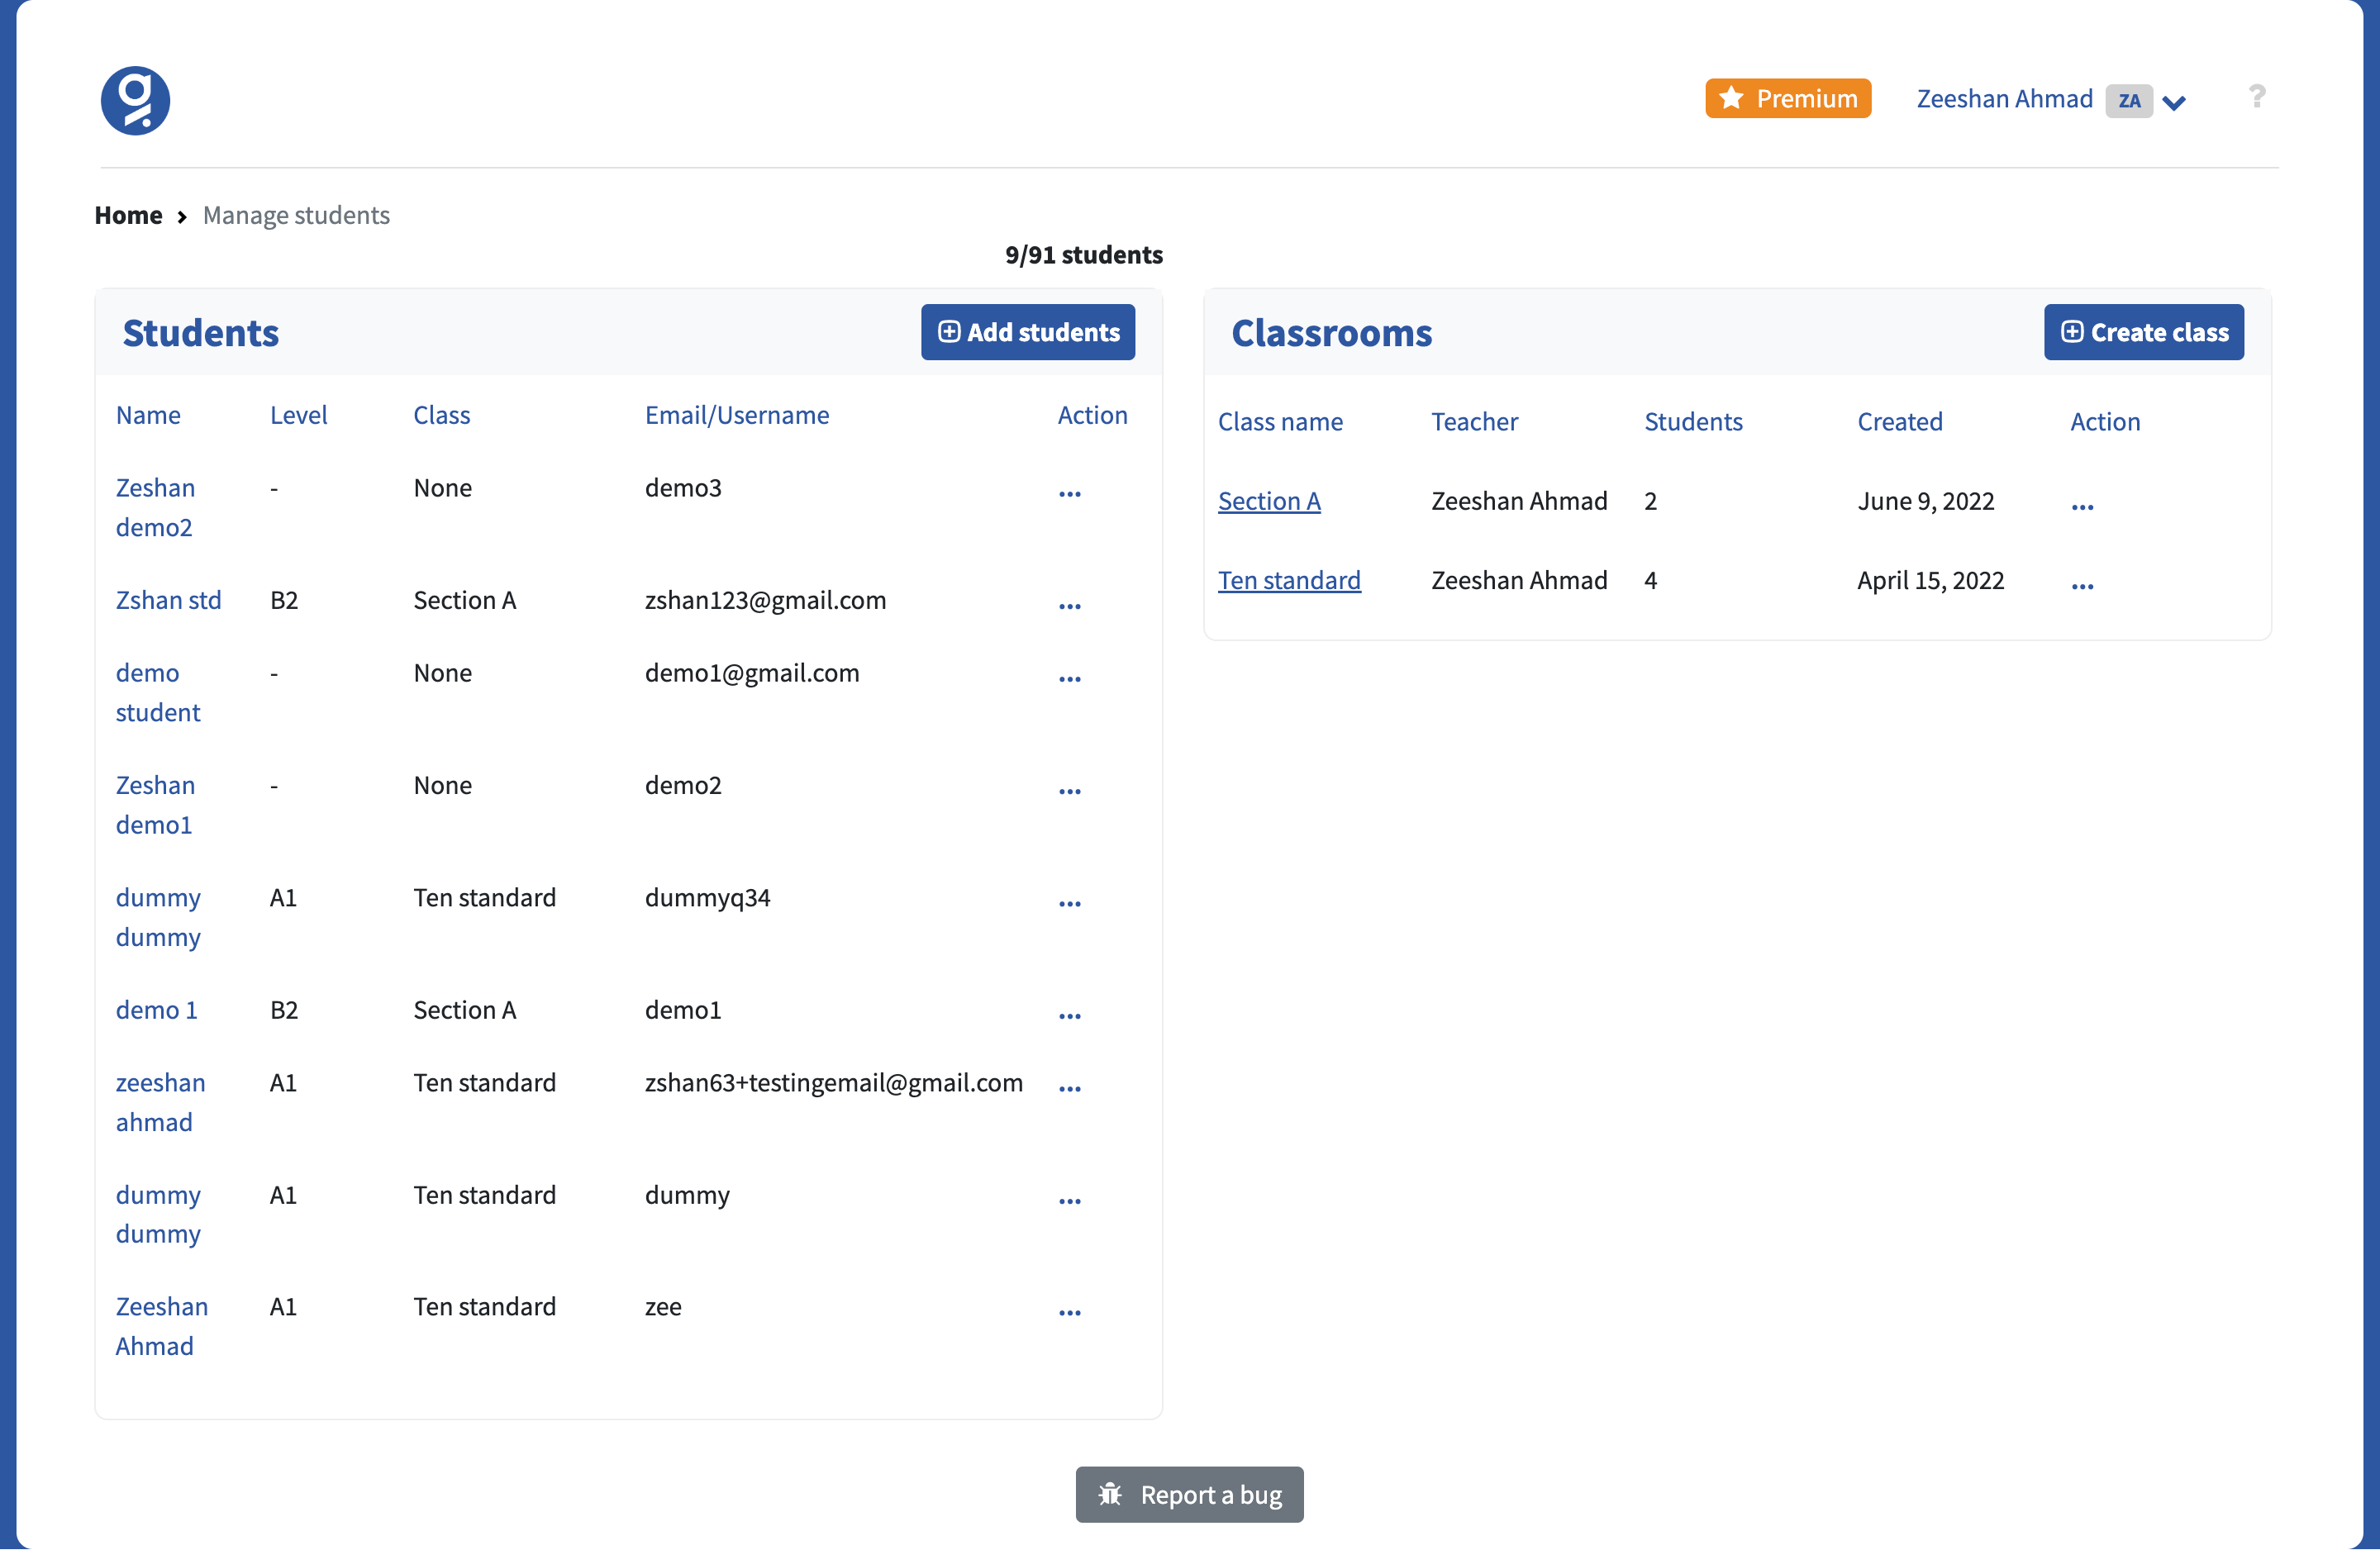 g.
Premium
Zeeshan Ahmad ZA
?
Home > Manage students
9/91 students
Students
Add students
Name Level Class Email/Username Action
Zeshan demo2 - None demo3 ...
Zshan std B2 Section A zshan123@gmail.com ...
demo student - None demo1@gmail.com ...
Zeshan demo1 - None demo2 ...
dummy dummy A1 Ten standard dummyq34 ...
demo 1 B2 Section A demo1 ...
zeeshan ahmad A1 Ten standard zshan63+testingemail@gmail.com ...
dummy dummy A1 Ten standard dummy ...
Zeeshan Ahmad A1 Ten standard zee ...
Classrooms
Create class
Class name Teacher Students Created Action
Section A Zeeshan Ahmad 2 June 9, 2022 ...
Ten standard Zeeshan Ahmad 4 April 15, 2022 ...
Report a bug